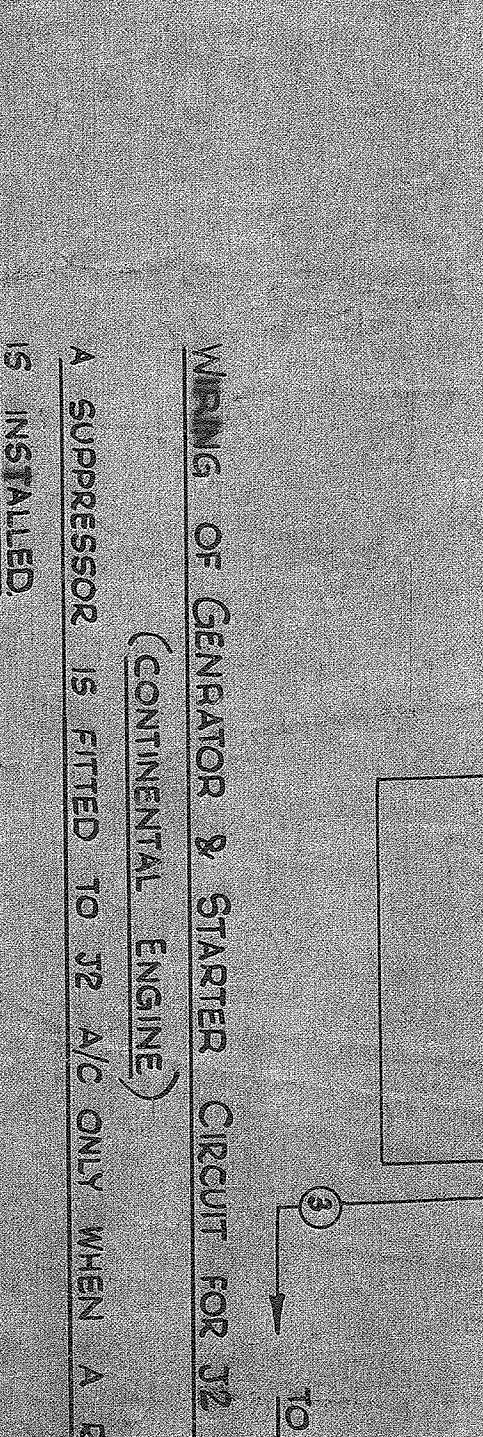 3
TO
WIRING OF GENRATOR & STARTER CIRCUIT FOR J2
(CONTINENTAL ENGINE)
A SUPPRESSOR IS FITTED TO J2 A/C ONLY WHEN A
IS INSTALLED.